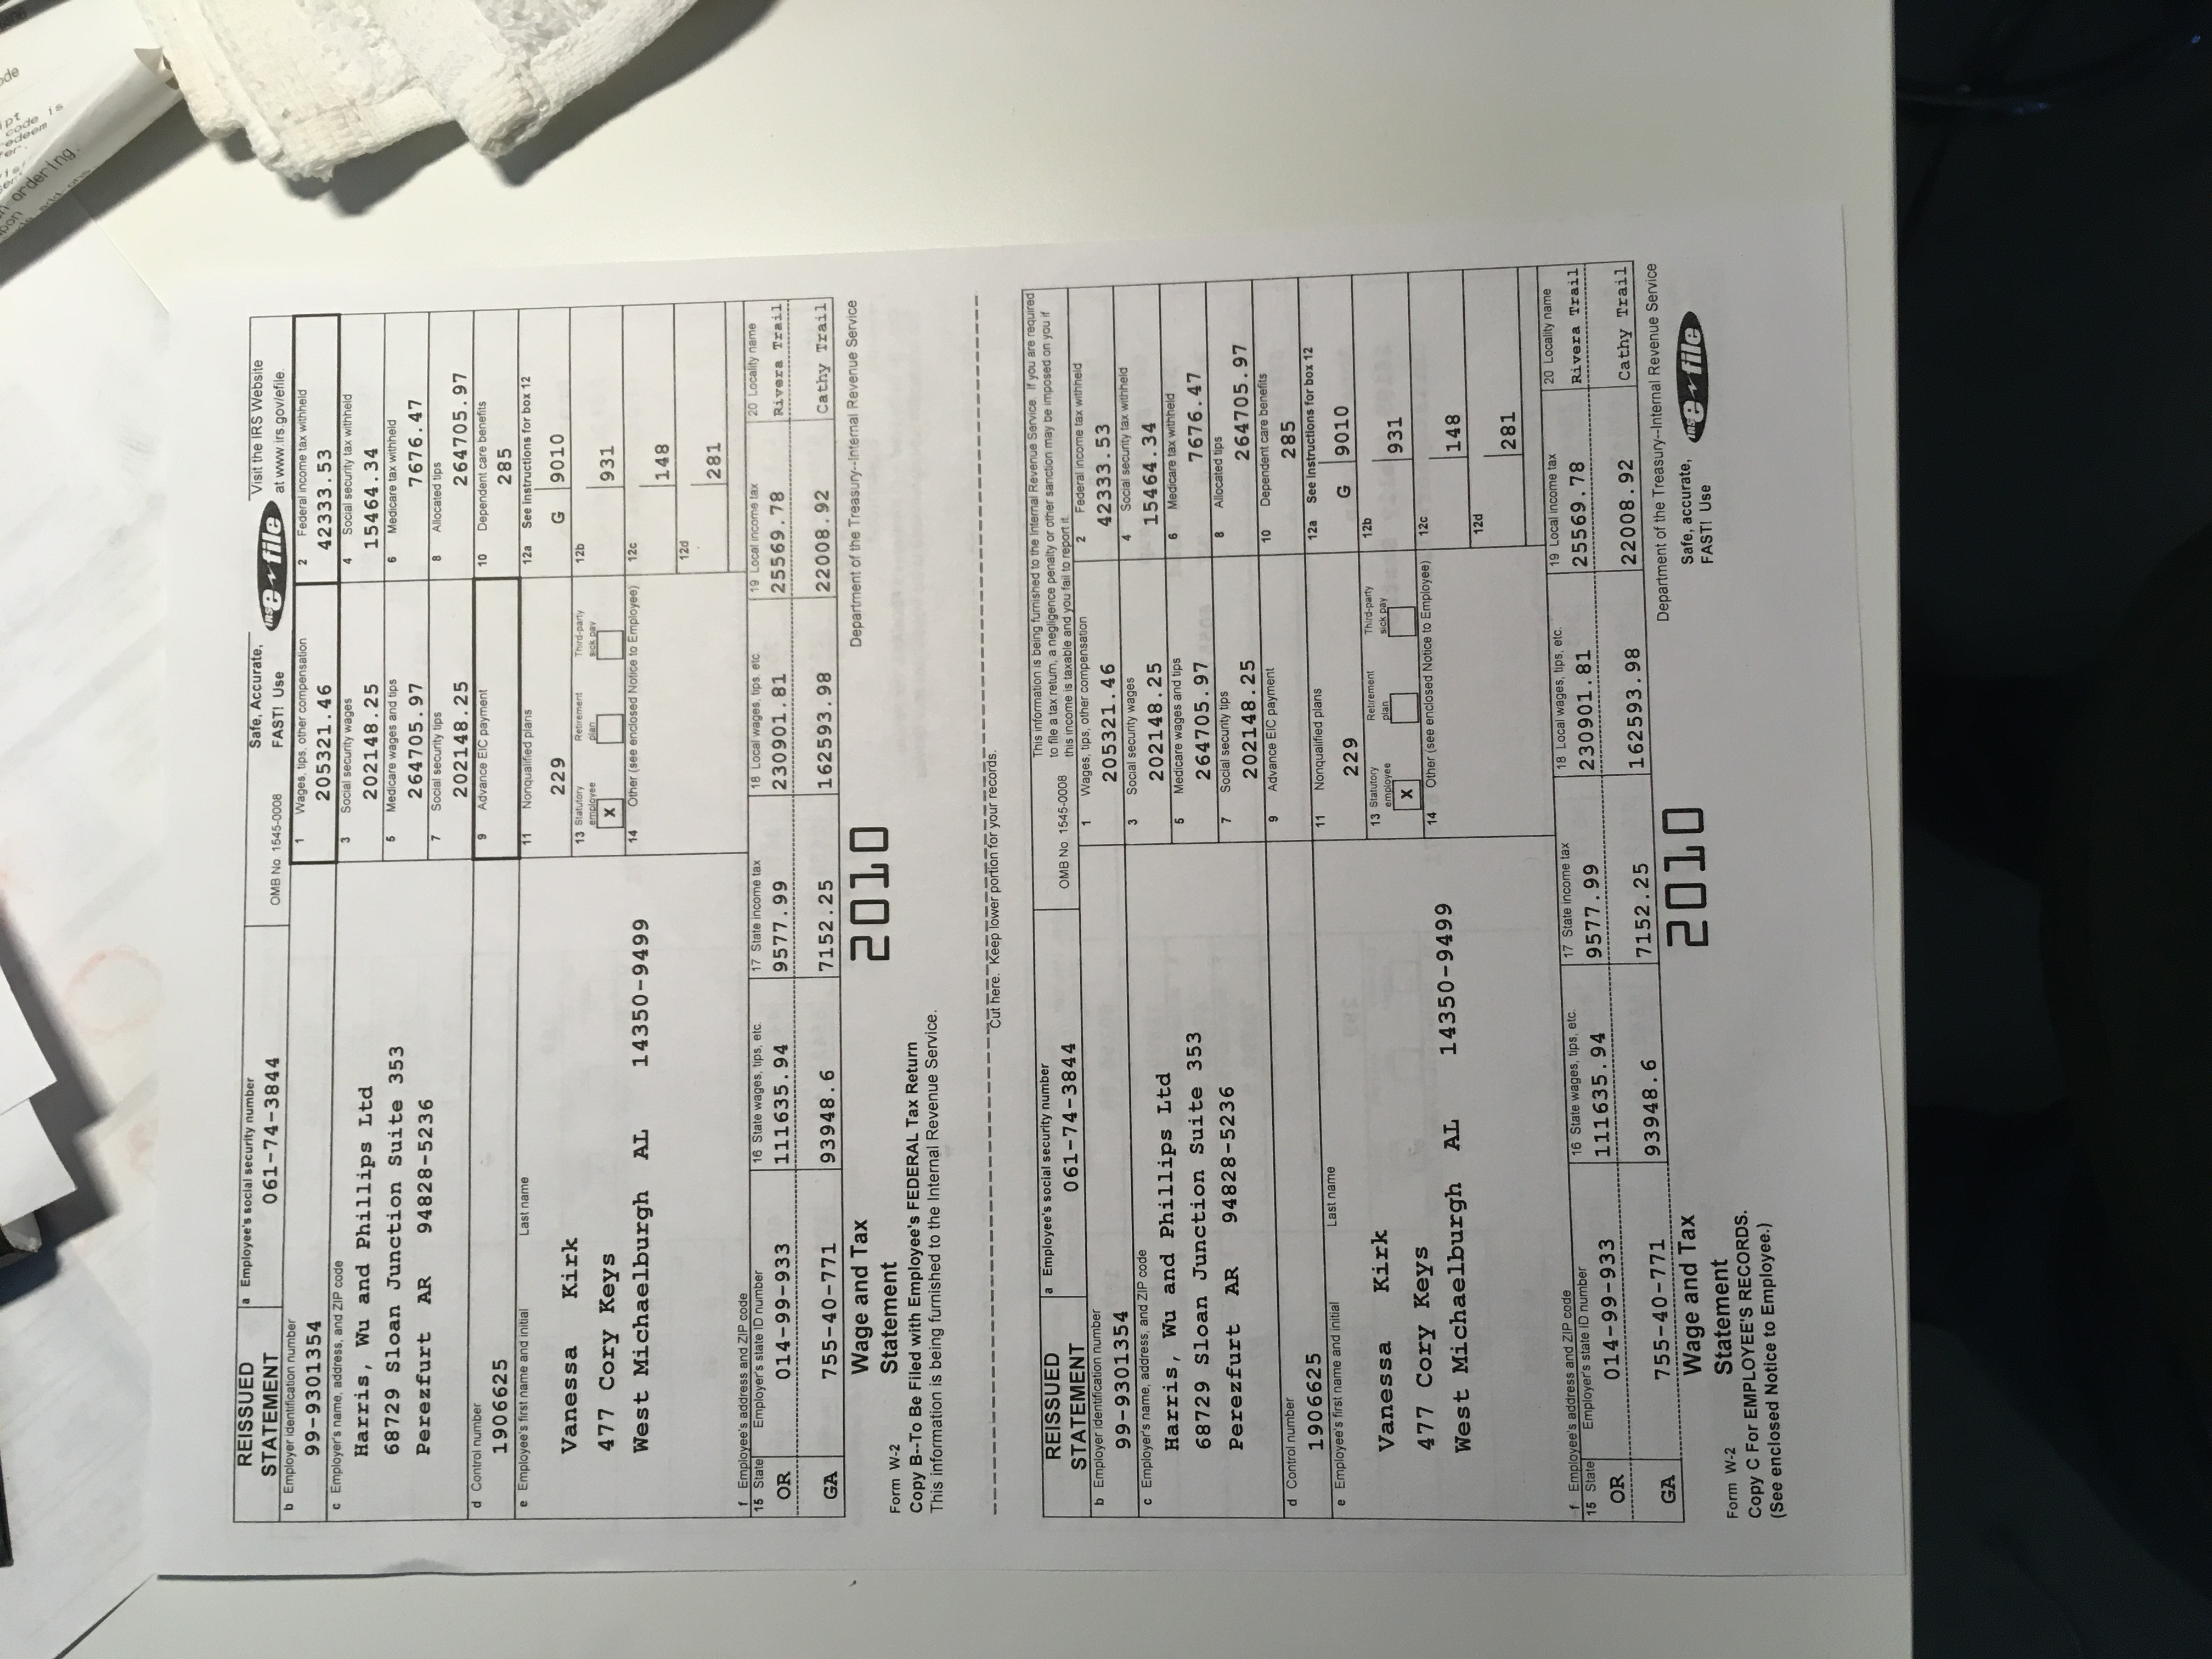 REISSUED STATEMENT
a Employee's social security number
061-74-3844
OMB No 1545-0008
Safe, Accurate,
FAST! Use
IRS e-file
Visit the IRS Website
at www.irs.gov/efile.
b Employer identification number
99-9301354
1 Wages, tips, other compensation
205321.46
2 Federal income tax withheld
42333.53
c Employer's name, address, and ZIP code
Harris, Wu and Phillips Ltd
68729 Sloan Junction Suite 353
Perezfurt AR 94828-5236
3 Social security wages
202148.25
4 Social security tax withheld
15464.34
5 Medicare wages and tips
264705.97
6 Medicare tax withheld
7676.47
7 Social security tips
202148.25
8 Allocated tips
264705.97
d Control number
1906625
9 Advance EIC payment
10 Dependent care benefits
285
e Employee's first name and initial Last name
Vanessa Kirk
477 Cory Keys
West Michaelburgh AL 14350-9499
11 Nonqualified plans
229
12a See instructions for box 12
G 9010
13 Statutory employee Retirement plan Third-party sick pay
X
12b
931
14 Other (see enclosed Notice to Employee)
12c
148
12d
281
f Employee's address and ZIP code
15 State Employer's state ID number 16 State wages, tips, etc. 17 State income tax 18 Local wages, tips, etc. 19 Local income tax 20 Locality name
OR 014-99-933 111635.94 9577.99 230901.81 25569.78 Rivera Trail
GA 755-40-771 93948.6 7152.25 162593.98 22008.92 Cathy Trail
Form W-2 Wage and Tax Statement
2010
Department of the Treasury--Internal Revenue Service
Copy B--To Be Filed with Employee's FEDERAL Tax Return
This information is being furnished to the Internal Revenue Service.
Cut here. Keep lower portion for your records.
REISSUED STATEMENT
a Employee's social security number
061-74-3844
OMB No 1545-0008
This information is being furnished to the Internal Revenue Service. If you are required
to file a tax return, a negligence penalty or other sanction may be imposed on you if
this income is taxable and you fail to report it.
b Employer identification number
99-9301354
1 Wages, tips, other compensation
205321.46
2 Federal income tax withheld
42333.53
c Employer's name, address, and ZIP code
Harris, Wu and Phillips Ltd
68729 Sloan Junction Suite 353
Perezfurt AR 94828-5236
3 Social security wages
202148.25
4 Social security tax withheld
15464.34
5 Medicare wages and tips
264705.97
6 Medicare tax withheld
7676.47
7 Social security tips
202148.25
8 Allocated tips
264705.97
d Control number
1906625
9 Advance EIC payment
10 Dependent care benefits
285
e Employee's first name and initial Last name
Vanessa Kirk
477 Cory Keys
West Michaelburgh AL 14350-9499
11 Nonqualified plans
229
12a See instructions for box 12
G 9010
13 Statutory employee Retirement plan Third-party sick pay
X
12b
931
14 Other (see enclosed Notice to Employee)
12c
148
12d
281
f Employee's address and ZIP code
15 State Employer's state ID number 16 State wages, tips, etc. 17 State income tax 18 Local wages, tips, etc. 19 Local income tax 20 Locality name
OR 014-99-933 111635.94 9577.99 230901.81 25569.78 Rivera Trail
GA 755-40-771 93948.6 7152.25 162593.98 22008.92 Cathy Trail
Form W-2 Wage and Tax Statement
2010
Department of the Treasury--Internal Revenue Service
Safe, accurate,
FAST! Use
IRS e-file
Copy C For EMPLOYEE'S RECORDS.
(See enclosed Notice to Employee.)